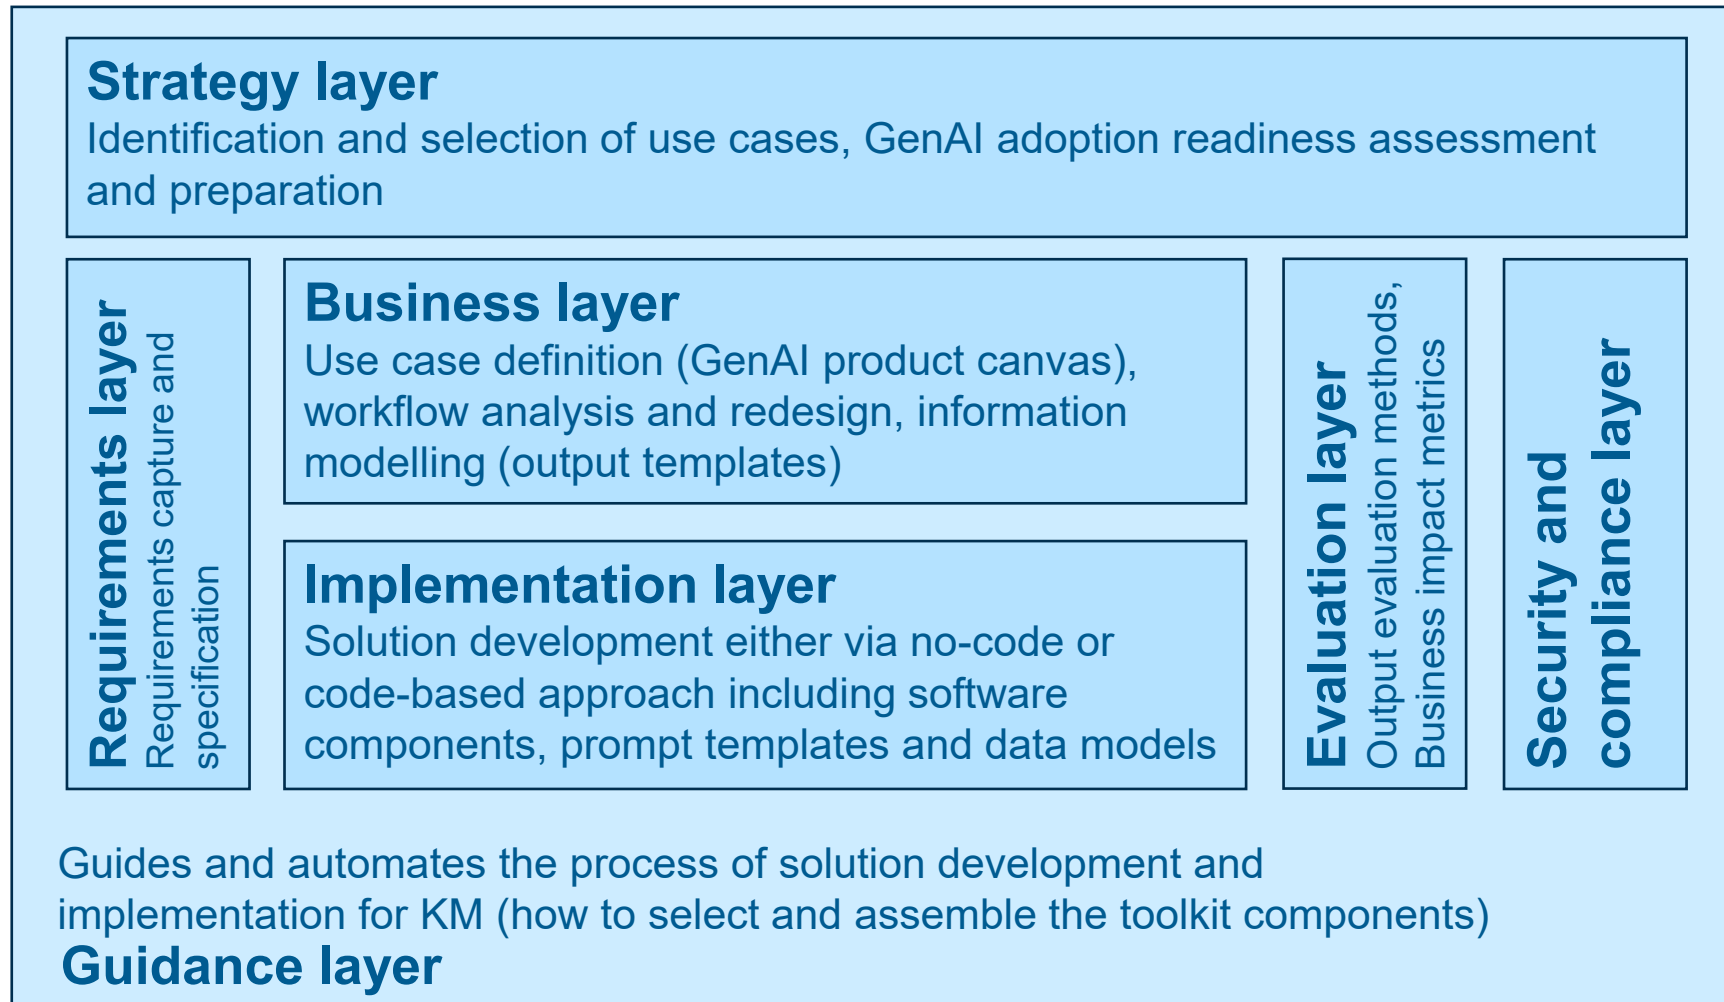 Strategy layer
Identification and selection of use cases, GenAI adoption readiness assessment
and preparation
Requirements layer
Requirements capture and
specification
Business layer
Use case definition (GenAI product canvas),
workflow analysis and redesign, information
modelling (output templates)
Implementation layer
Solution development either via no-code or
code-based approach including software
components, prompt templates and data models
Evaluation layer
Output evaluation methods,
Business impact metrics
Security and
compliance layer
Guides and automates the process of solution development and
implementation for KM (how to select and assemble the toolkit components)
Guidance layer